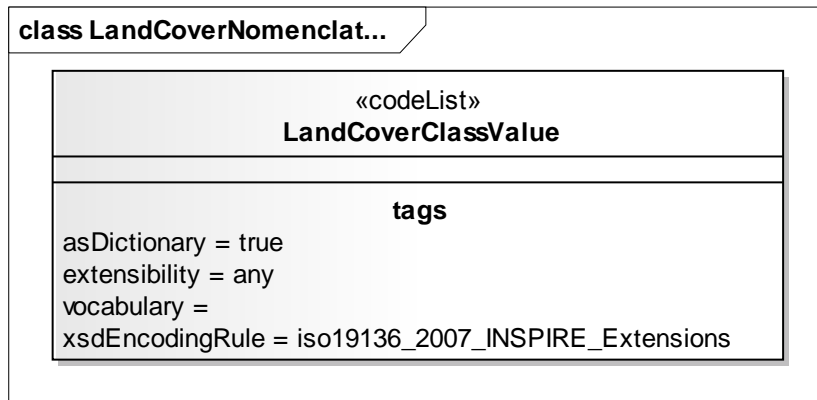 class LandCoverNomenclat...
«codeList»
LandCoverClassValue
tags
asDictionary = true
extensibility = any
vocabulary =
xsdEncodingRule = iso19136_2007_INSPIRE_Extensions